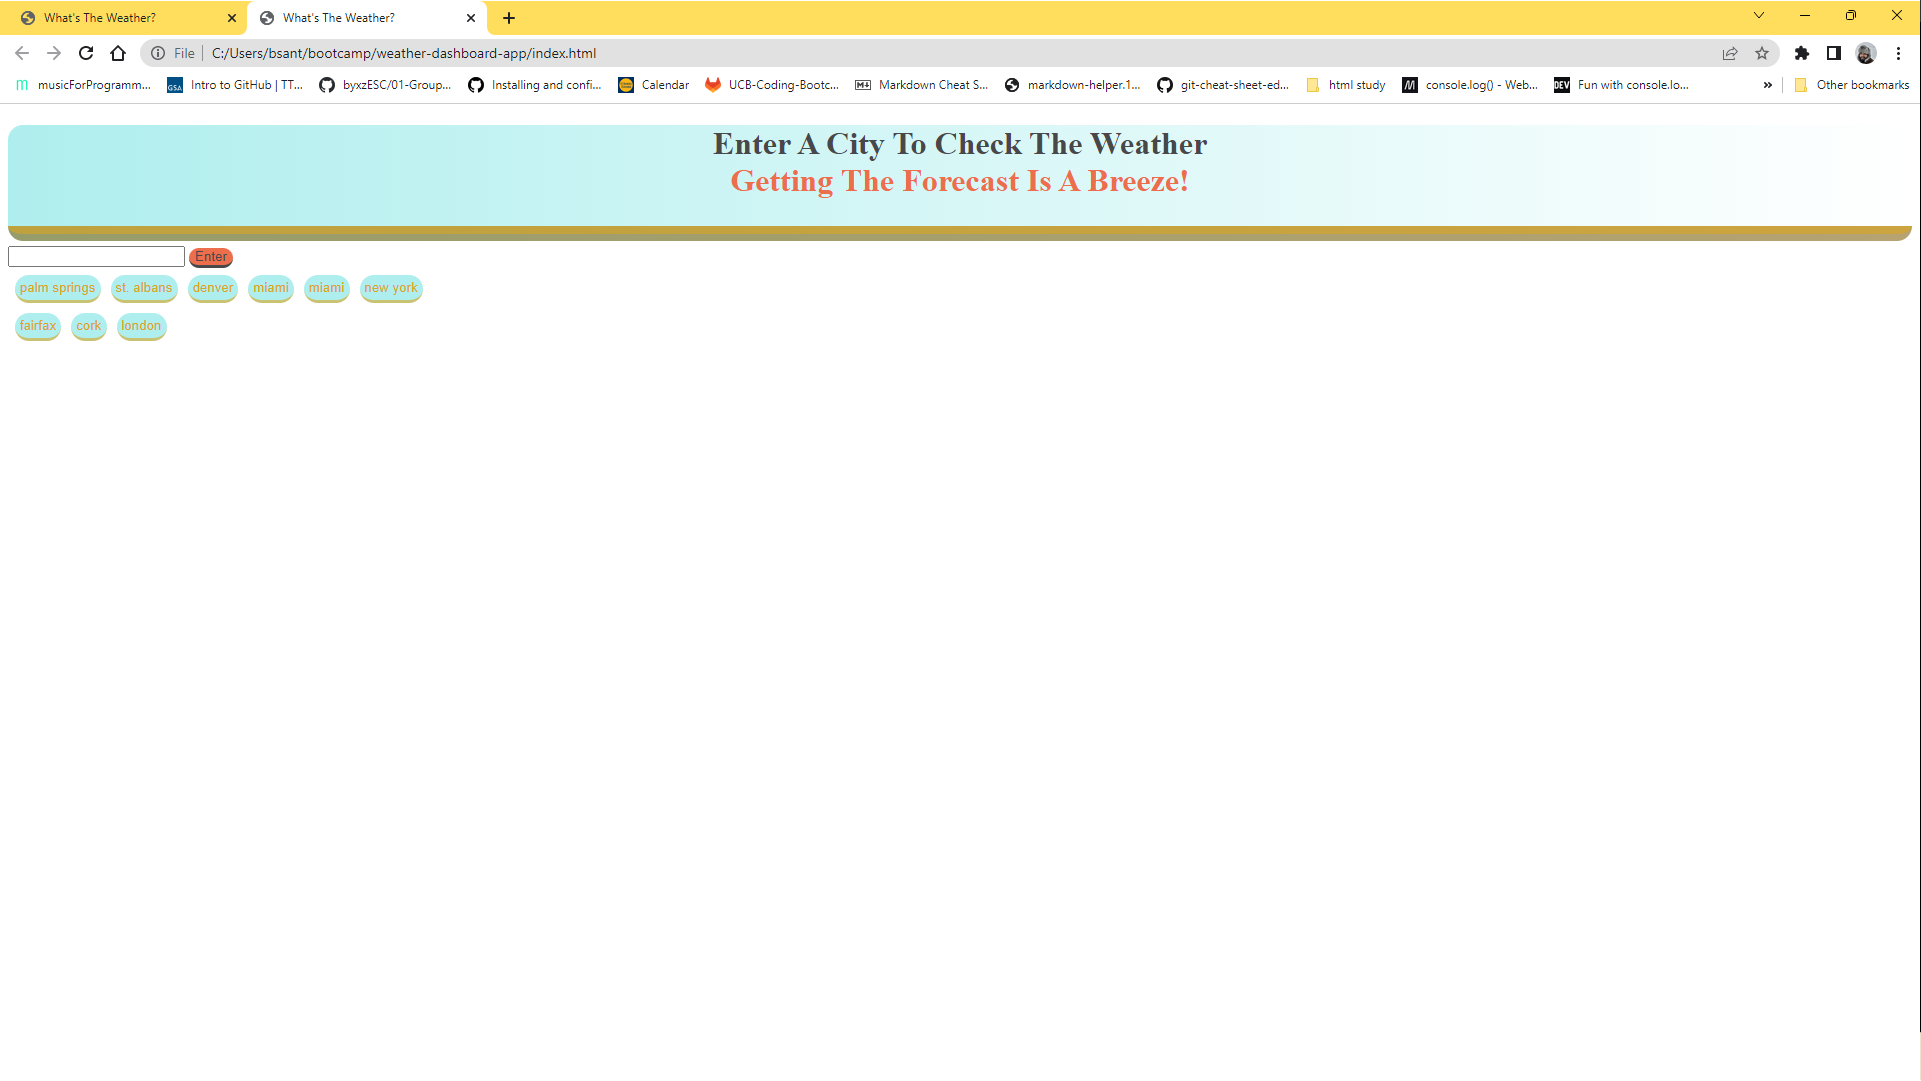 What's The Weather?
What's The Weather?
File C:/Users/bsant/bootcamp/weather-dashboard-app/index.html
musicForProgramm... Intro to GitHub | TT... byxzESC/01-Group... Installing and confi... Calendar UCB-Coding-Bootc... Markdown Cheat S... markdown-helper.1... git-cheat-sheet-ed... html study console.log() - Web... DEV Fun with console.lo... » Other bookmarks
Enter A City To Check The Weather
Getting The Forecast Is A Breeze!
Enter
palm springs st. albans denver miami miami new york
fairfax cork london